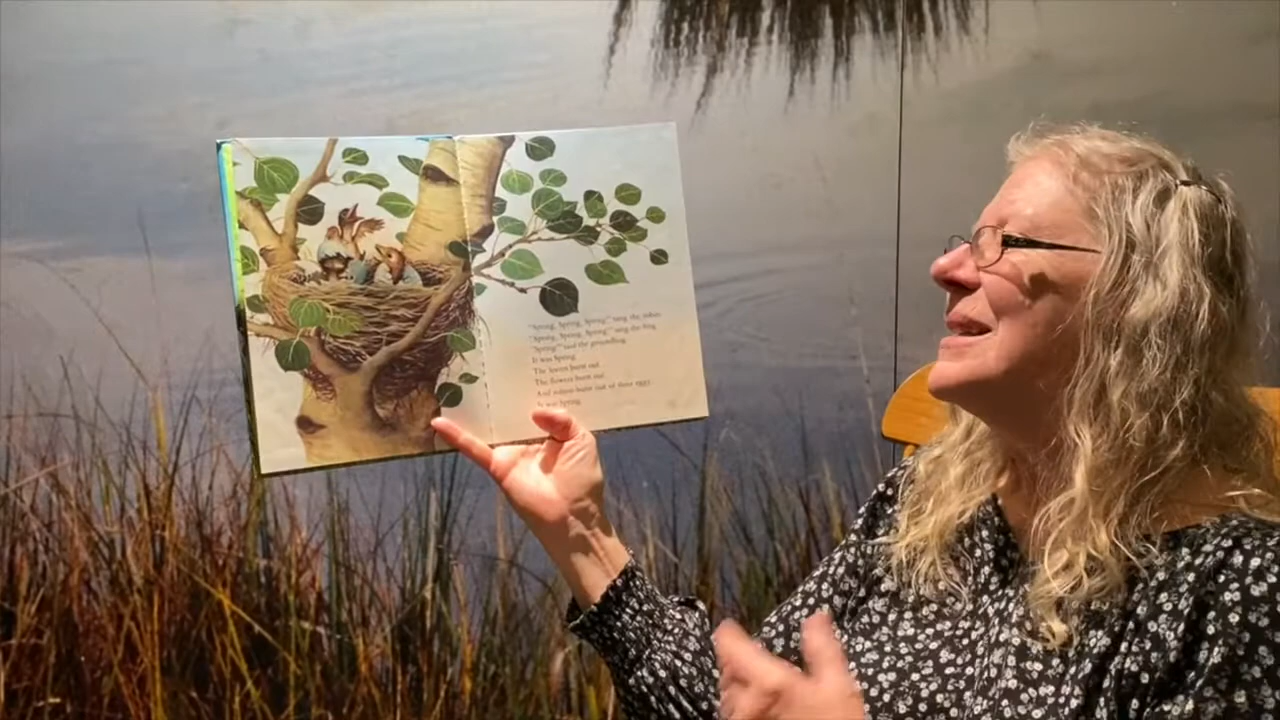 "Spring, Spring, Spring!" sang the robin.
"Spring, Spring, Spring!" sang the frog.
"Spring!" said the groundhog.
It was Spring.
The leaves burst out.
The flowers burst out.
And robins burst out of their eggs.
It was Spring.